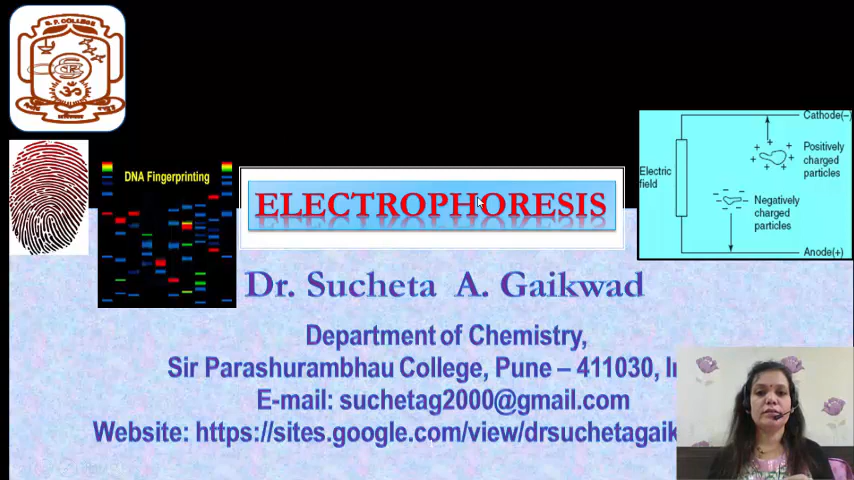 S. P. COLLEGE
DNA Fingerprinting
ELECTROPHORESIS
Cathode(-)
Positively
charged
particles
Electric
field
Negatively
charged
particles
Anode(+)
Dr. Sucheta A. Gaikwad
Department of Chemistry,
Sir Parashurambhau College, Pune – 411030, I
E-mail: suchetag2000@gmail.com
Website: https://sites.google.com/view/drsuchetagaik